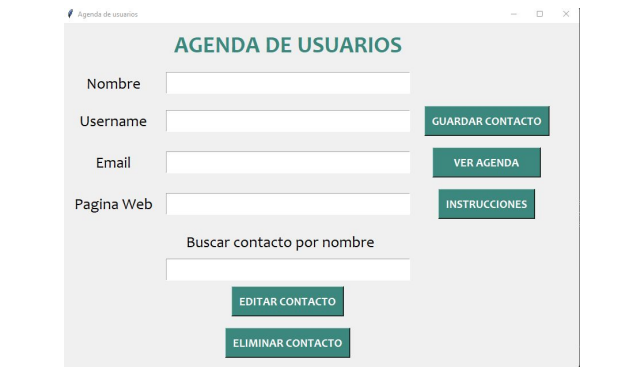 Agenda de usuarios
AGENDA DE USUARIOS
Nombre
Username
GUARDAR CONTACTO
Email
VER AGENDA
Pagina Web
INSTRUCCIONES
Buscar contacto por nombre
EDITAR CONTACTO
ELIMINAR CONTACTO